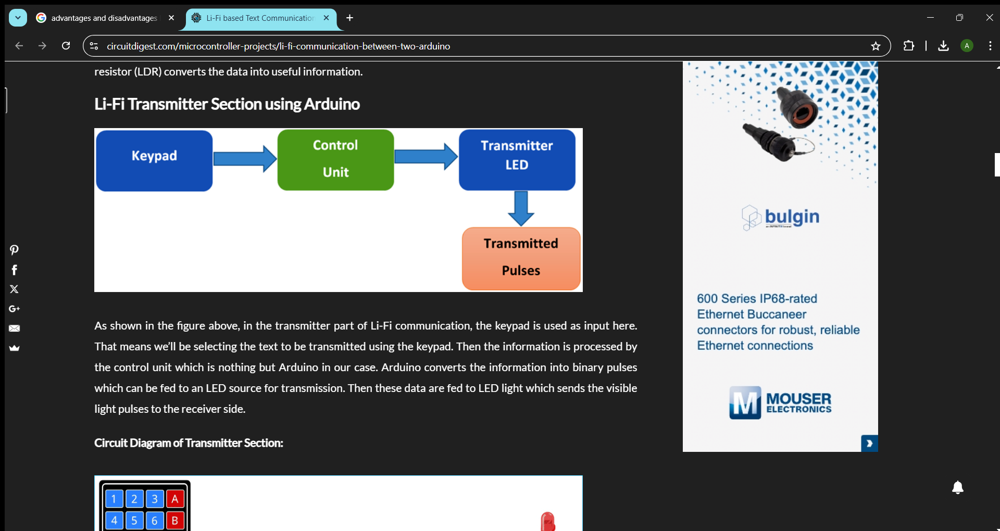 advantages and disadvantages
Li-Fi based Text Communication
circuitdigest.com/microcontroller-projects/li-fi-communication-between-two-arduino
A
resistor (LDR) converts the data into useful information.
Li-Fi Transmitter Section using Arduino
Keypad
Control
Unit
Transmitter
LED
Transmitted
Pulses
As shown in the figure above, in the transmitter part of Li-Fi communication, the keypad is used as input here.
That means we'll be selecting the text to be transmitted using the keypad. Then the information is processed by
the control unit which is nothing but Arduino in our case. Arduino converts the information into binary pulses
which can be fed to an LED source for transmission. Then these data are fed to LED light which sends the visible
light pulses to the receiver side.
Circuit Diagram of Transmitter Section:
1 2 3 A
4 5 6 B
bulgin
600 Series IP68-rated
Ethernet Buccaneer
connectors for robust, reliable
Ethernet connections
M MOUSER
ELECTRONICS